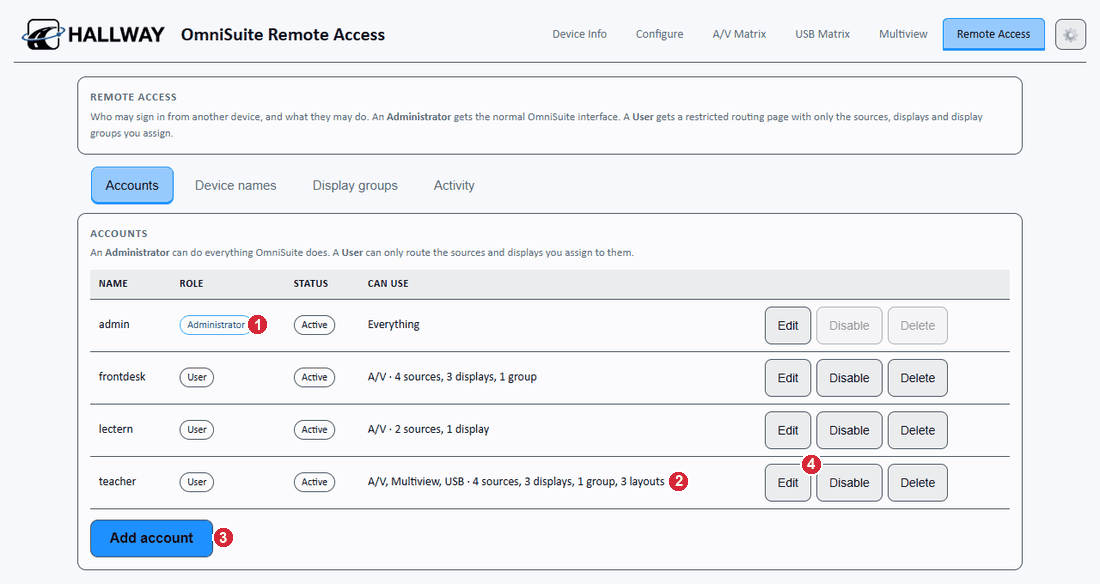 HALLWAY OmniSuite Remote Access Device Info Configure A/V Matrix USB Matrix Multiview Remote Access
REMOTE ACCESS
Who may sign in from another device, and what they may do. An Administrator gets the normal OmniSuite interface. A User gets a restricted routing page with only the sources, displays and display
groups you assign.
Accounts Device names Display groups Activity
ACCOUNTS
An Administrator can do everything OmniSuite does. A User can only route the sources and displays you assign to them.
NAME ROLE STATUS CAN USE
admin Administrator 1 Active Everything Edit Disable Delete
frontdesk User Active A/V · 4 sources, 3 displays, 1 group Edit Disable Delete
lectern User Active A/V · 2 sources, 1 display Edit Disable Delete
4
teacher User Active A/V, Multiview, USB · 4 sources, 3 displays, 1 group, 3 layouts 2 Edit Disable Delete
Add account 3